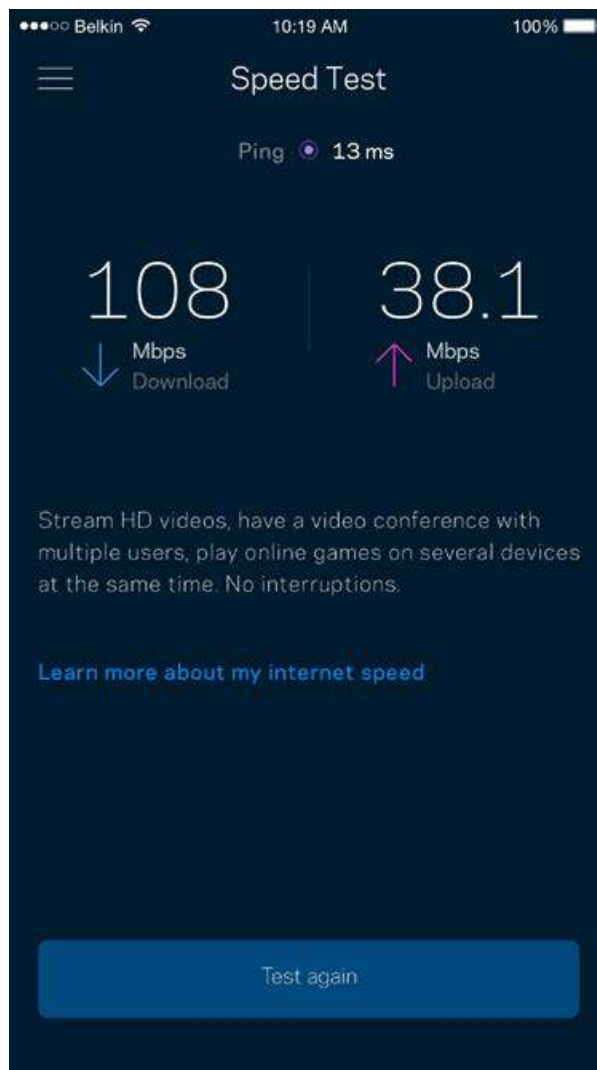 Belkin 10:19 AM 100%
Speed Test
Ping 13 ms
108 38.1
Mbps Mbps
Download Upload
Stream HD videos, have a video conference with
multiple users, play online games on several devices
at the same time. No interruptions.
Learn more about my internet speed
Test again